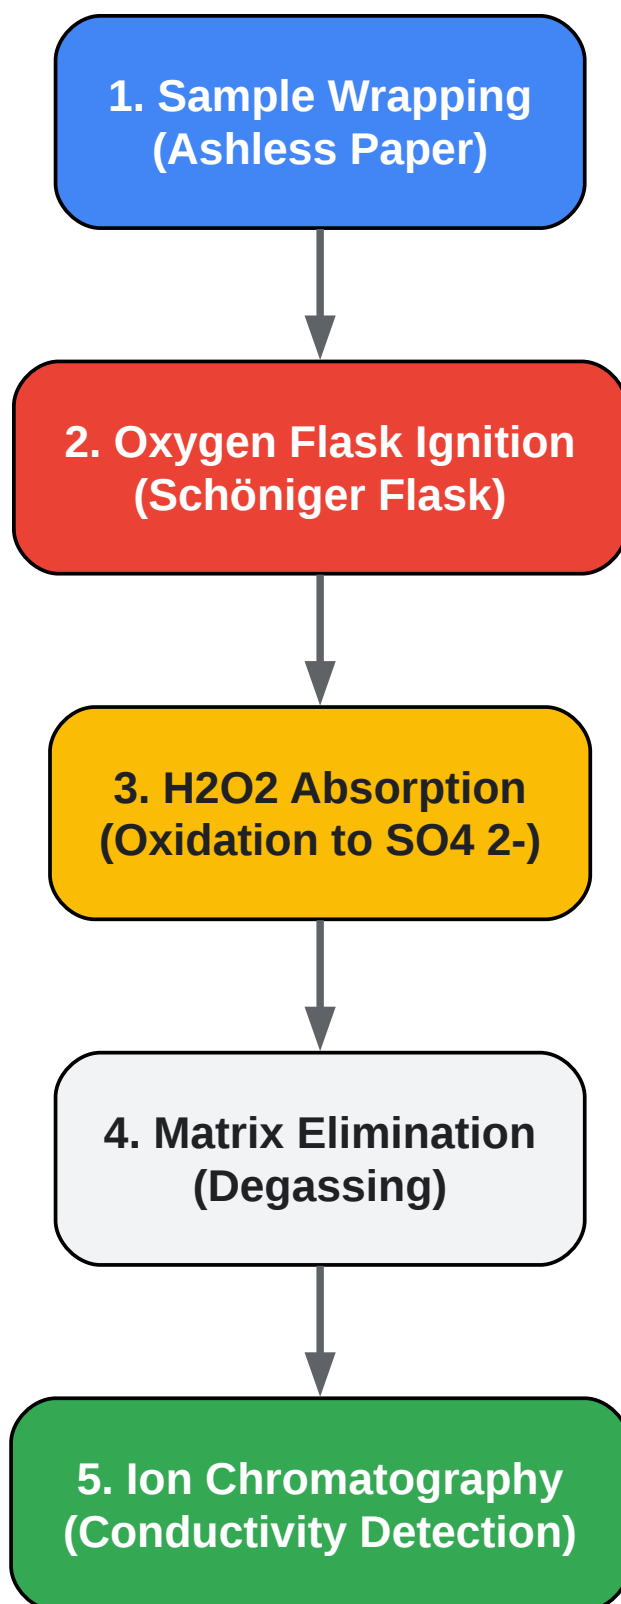 1. Sample Wrapping
(Ashless Paper)
2. Oxygen Flask Ignition
(Schöniger Flask)
3. H2O2 Absorption
(Oxidation to SO4 2-)
4. Matrix Elimination
(Degassing)
5. Ion Chromatography
(Conductivity Detection)